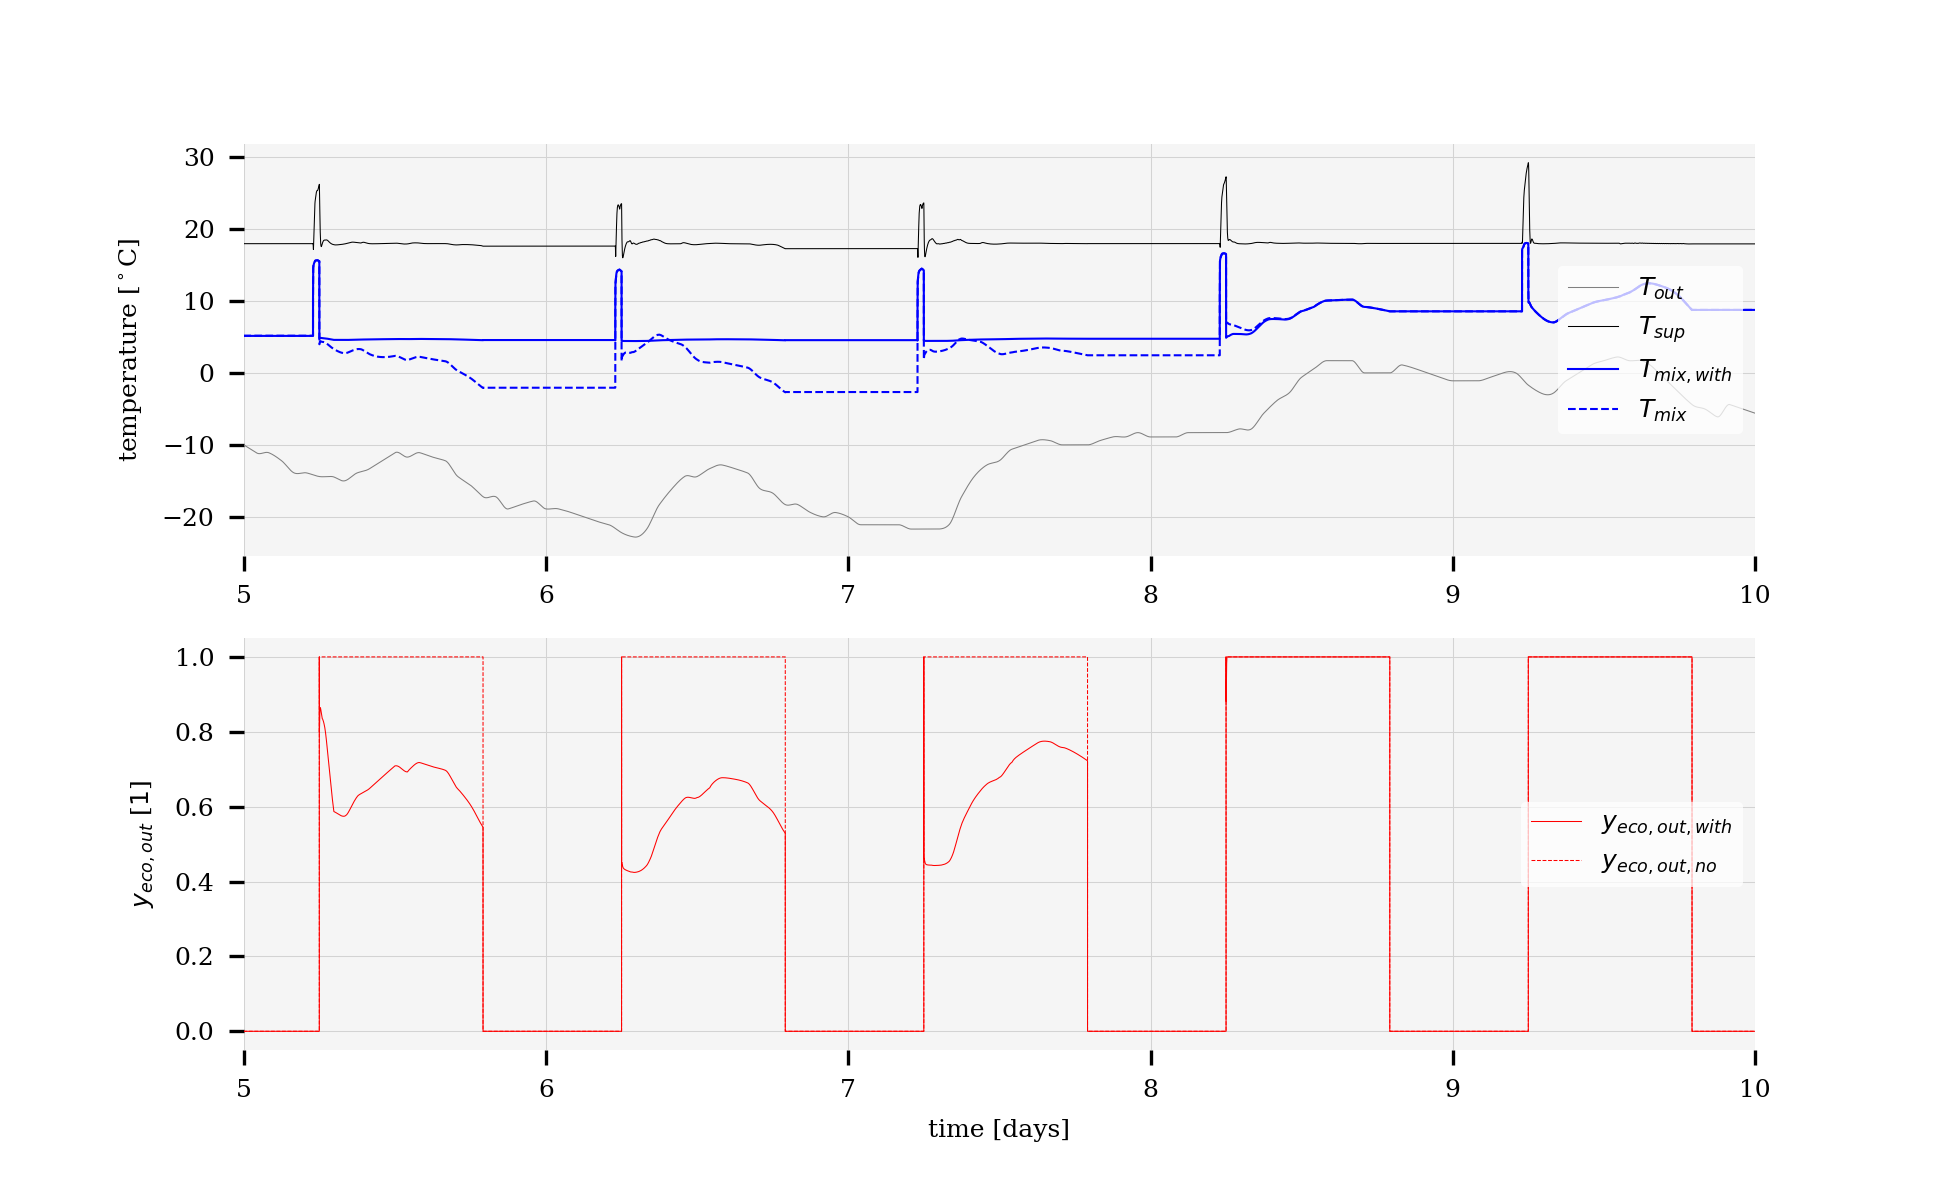 30
20
10
0
−10
−20
temperature [ °C]
T_out
T_sup
T_mix,with
T_mix
5 6 7 8 9 10
1.0
0.8
0.6
0.4
0.2
0.0
y_eco,out [1]
y_eco,out,with
y_eco,out,no
5 6 7 8 9 10
time [days]